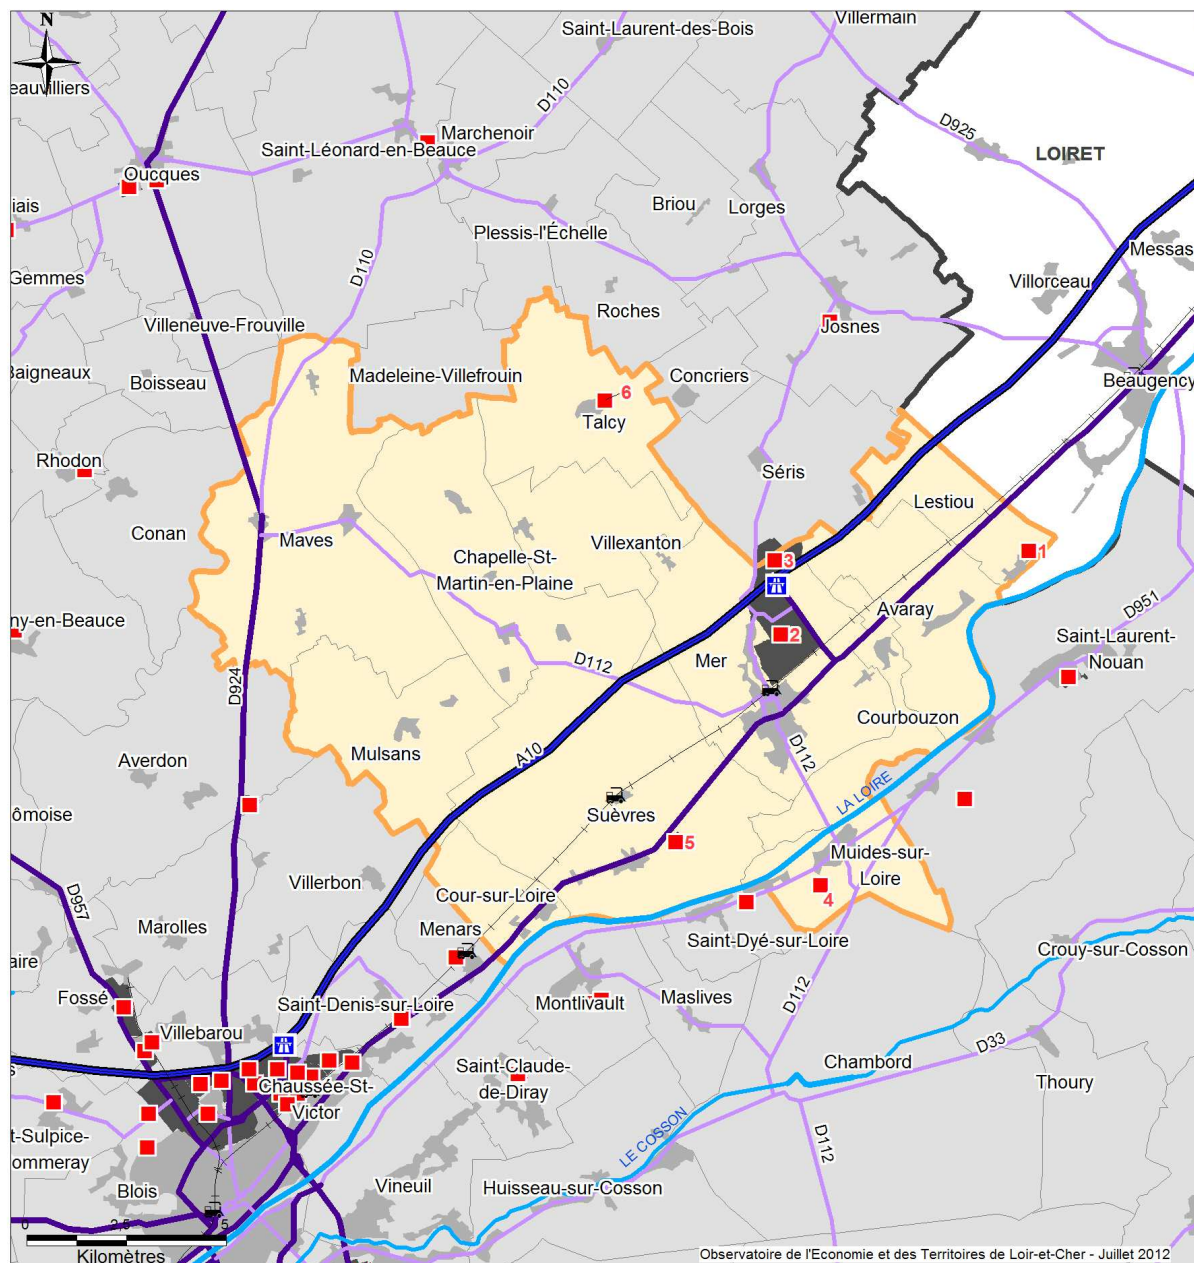 N
Saint-Laurent-des-Bois
Villermain
eauvilliers
D110
D925
Marchenoir
Saint-Léonard-en-Beauce
LOIRET
Oucques
iais
Briou
Lorges
Plessis-l'Échelle
Messas
D110
Gemmes
Villorceau
Roches
Villeneuve-Frouville
Josnes
Baigneaux
Boisseau
Madeleine-Villefrouin
Concriers
Beaugency
6
Talcy
Rhodon
Séris
Lestiou
Conan
Maves
Villexanton
Chapelle-St-
Martin-en-Plaine
3
1
ny-en-Beauce
Avaray
D951
2
Saint-Laurent-
Nouan
Mer
D112
D924
Courbouzon
Mulsans
A10
D112
Averdon
LA LOIRE
ômoise
Suèvres
5
Muides-sur-
Loire
Villerbon
4
Cour-sur-Loire
D957
Marolles
Menars
Saint-Dyé-sur-Loire
Crouy-sur-Cosson
aire
Fossé
Saint-Denis-sur-Loire
Montlivault
Maslives
D112
Villebarou
D33
Chambord
s
Saint-Claude-
de-Diray
Thoury
Chaussée-St-
Victor
t-Sulpice-
ommeray
LE COSSON
D112
Blois
Vineuil
Huisseau-sur-Cosson
0 2,5 5
Kilomètres
Observatoire de l'Economie et des Territoires de Loir-et-Cher - Juillet 2012